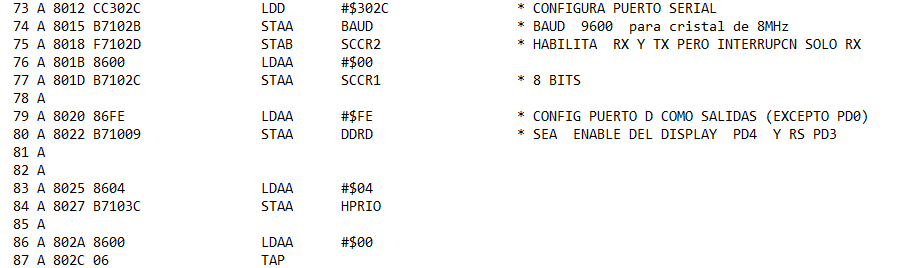 73 A 8012 CC302C LDD #$302C * CONFIGURA PUERTO SERIAL
74 A 8015 B7102B STAA BAUD * BAUD 9600 para cristal de 8MHz
75 A 8018 F7102D STAB SCCR2 * HABILITA RX Y TX PERO INTERRUPCN SOLO RX
76 A 801B 8600 LDAA #$00
77 A 801D B7102C STAA SCCR1 * 8 BITS
78 A
79 A 8020 86FE LDAA #$FE * CONFIG PUERTO D COMO SALIDAS (EXCEPTO PD0)
80 A 8022 B71009 STAA DDRD * SEA ENABLE DEL DISPLAY PD4 Y RS PD3
81 A
82 A
83 A 8025 8604 LDAA #$04
84 A 8027 B7103C STAA HPRIO
85 A
86 A 802A 8600 LDAA #$00
87 A 802C 06 TAP